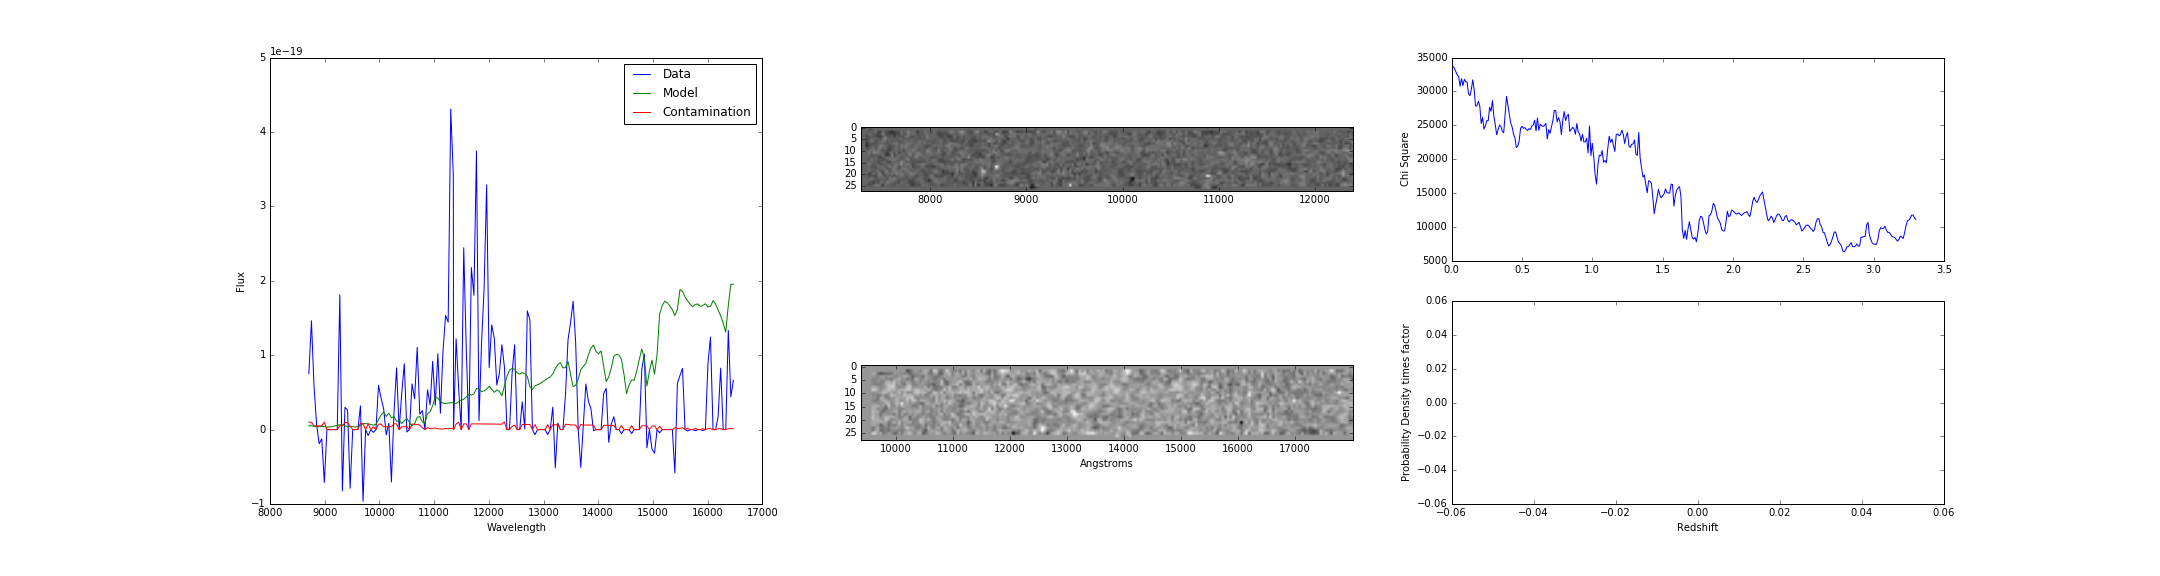 1e−19
5
4
3
2
1
0
−1
8000 9000 10000 11000 12000 13000 14000 15000 16000 17000
Flux
Wavelength
Data
Model
Contamination
0
5
10
15
20
25
8000 9000 10000 11000 12000
0
5
10
15
20
25
10000 11000 12000 13000 14000 15000 16000 17000
Angstroms
35000
30000
25000
20000
15000
10000
5000
0.0 0.5 1.0 1.5 2.0 2.5 3.0 3.5
Chi Square
0.06
0.04
0.02
0.00
−0.02
−0.04
−0.06
−0.06 −0.04 −0.02 0.00 0.02 0.04 0.06
Probability Density times factor
Redshift